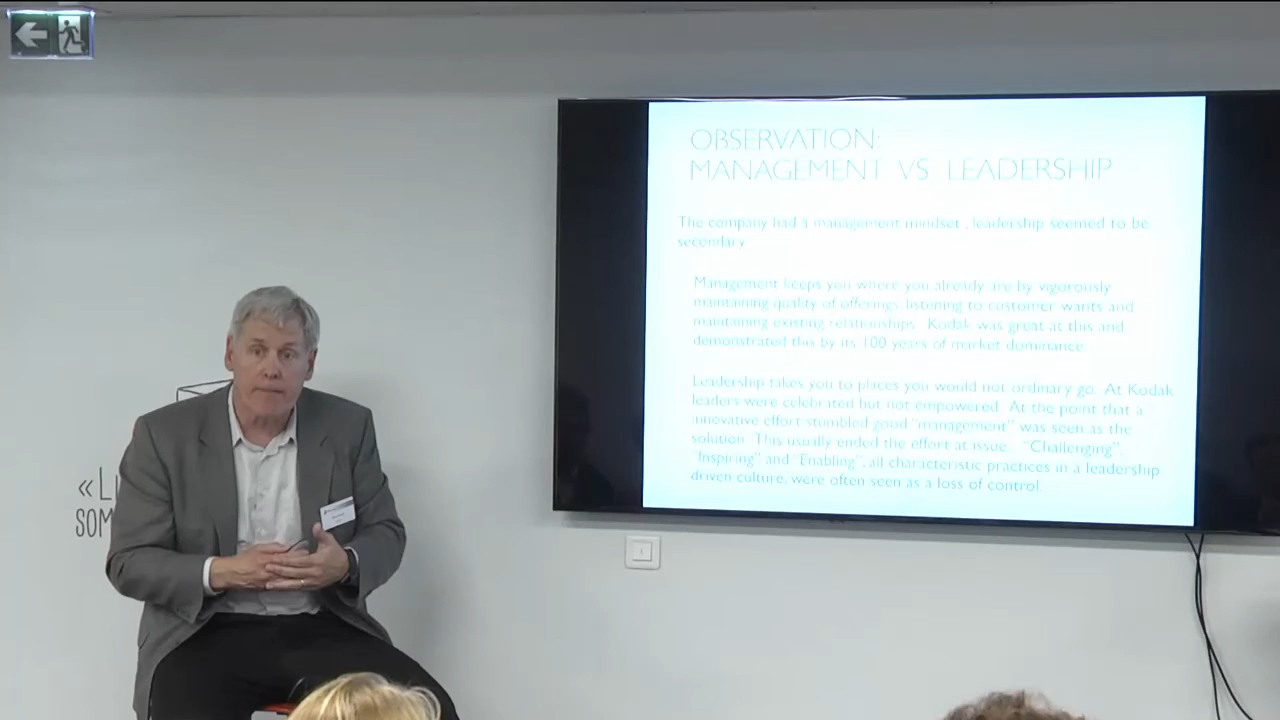 OBSERVATION:
MANAGEMENT VS LEADERSHIP
The company had a management mindset, leadership seemed to be
secondary.
Management keeps you where you already are by vigorously
maintaining quality of offerings, listening to customer wants and
maintaining existing relationships. Kodak was great at this and
demonstrated this by its 100 years of market dominance.
Leadership takes you to places you would not ordinary go. At Kodak
leaders were celebrated but not empowered. At the point that a
innovative effort stumbled good "management" was seen as the
solution. This usually ended the effort at issue. "Challenging",
"Inspiring" and "Enabling", all characteristic practices in a leadership
driven culture, were often seen as a loss of control.
«L
SOM